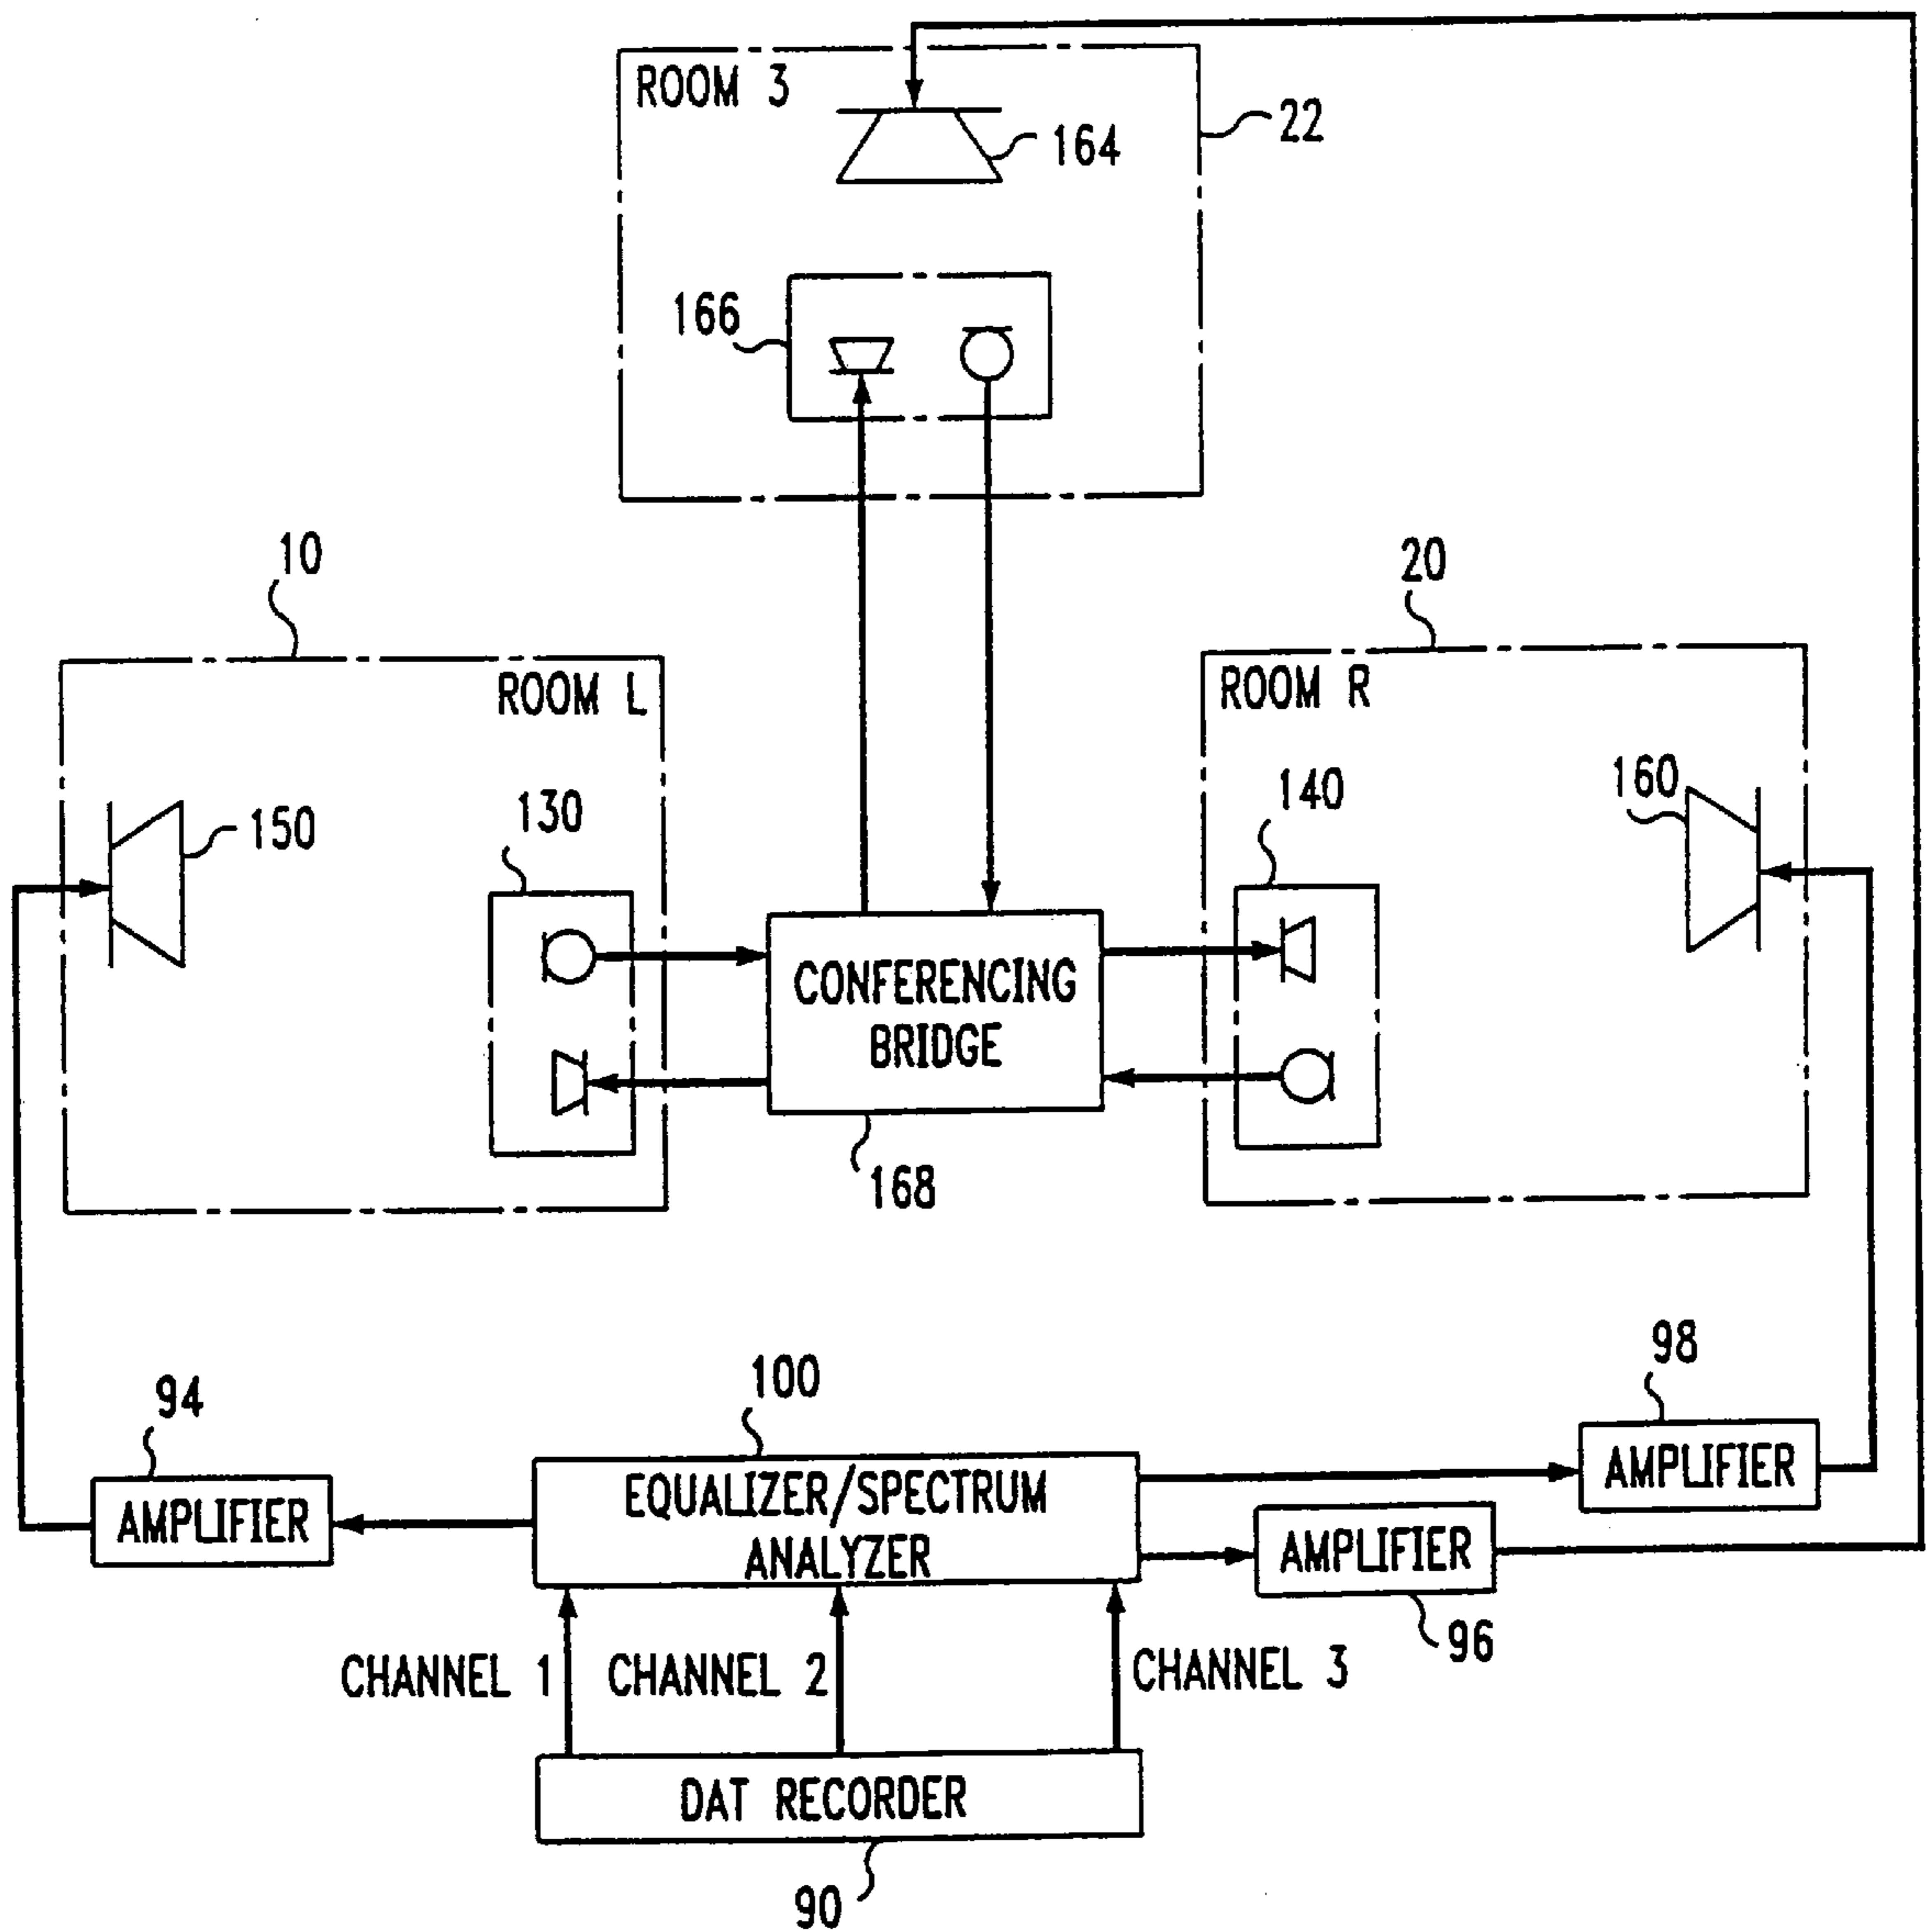 ROOM 3
22
164
166
10
20
ROOM L
ROOM R
150
130
140
160
CONFERENCING
BRIDGE
168
98
100
94
AMPLIFIER
EQUALIZER/SPECTRUM
ANALYZER
AMPLIFIER
AMPLIFIER
96
CHANNEL 1
CHANNEL 2
CHANNEL 3
DAT RECORDER
90